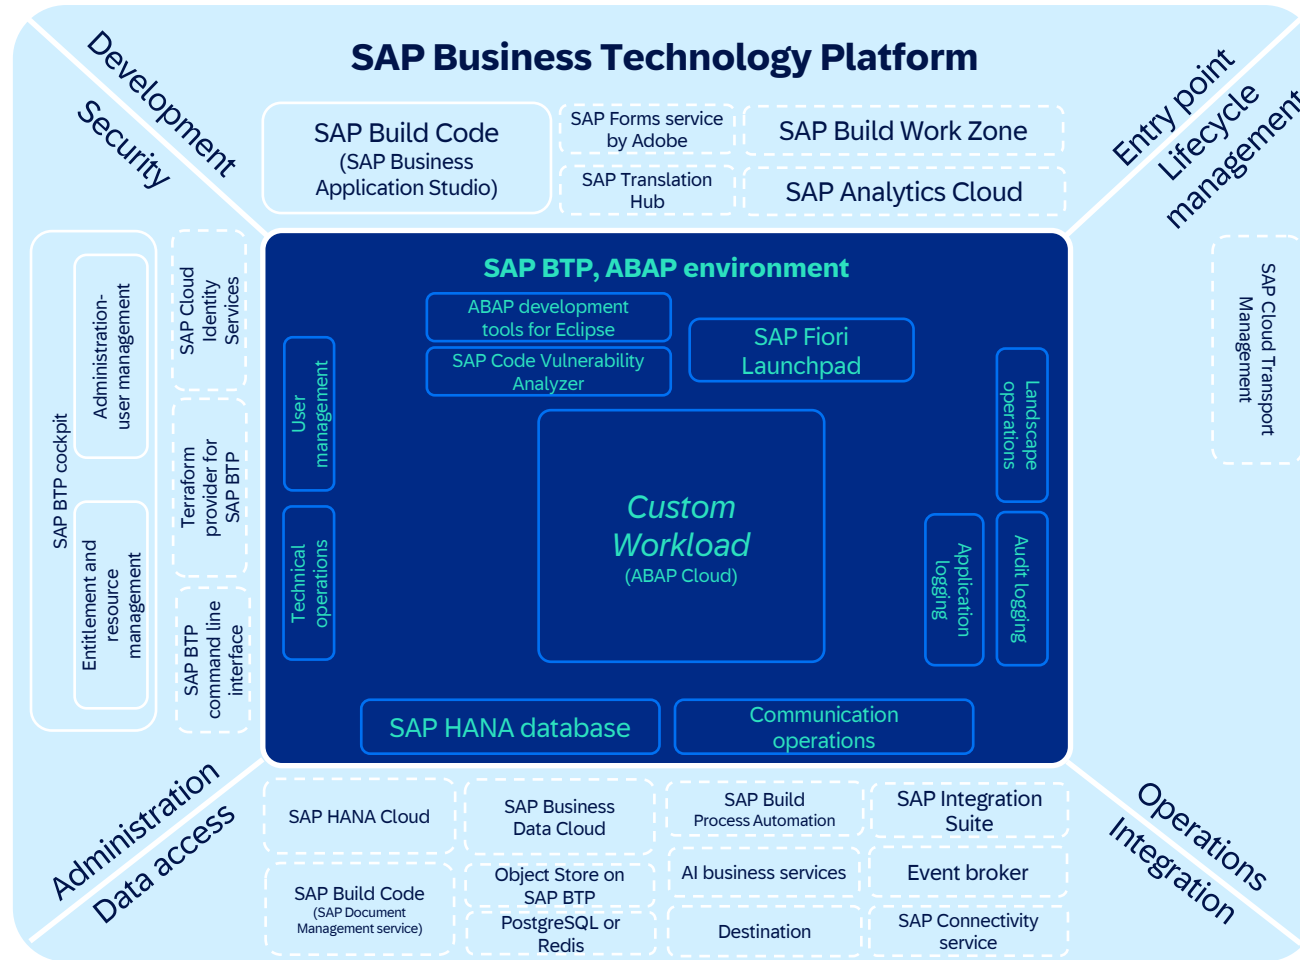 SAP Business Technology Platform
Development
Security
Entry point
Lifecycle
management
SAP Build Code
(SAP Business
Application Studio)
SAP Forms service
by Adobe
SAP Translation
Hub
SAP Build Work Zone
SAP Analytics Cloud
SAP BTP cockpit
Administration-
user management
Entitlement and
resource
management
SAP Cloud
Identity
Services
Terraform
provider for
SAP BTP
SAP BTP
command line
interface
SAP BTP, ABAP environment
ABAP development
tools for Eclipse
SAP Code Vulnerability
Analyzer
SAP Fiori
Launchpad
User
management
Technical
operations
Custom
Workload
(ABAP Cloud)
Landscape
operations
Application
logging
Audit logging
SAP HANA database
Communication
operations
SAP Cloud Transport
Management
Administration
Data access
Operations
Integration
SAP HANA Cloud
SAP Business
Data Cloud
SAP Build
Process Automation
SAP Integration
Suite
SAP Build Code
(SAP Document
Management service)
Object Store on
SAP BTP
PostgreSQL or
Redis
AI business services
Event broker
Destination
SAP Connectivity
service